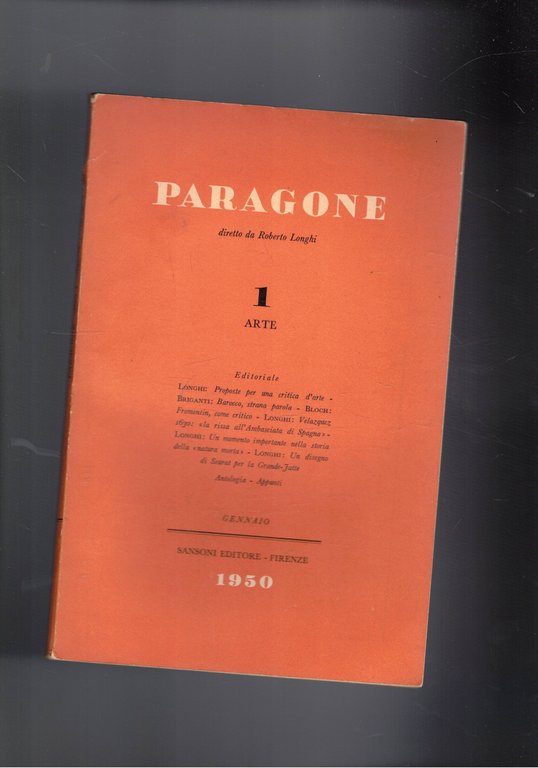 PARAGONE
diretto da Roberto Longhi
1
ARTE
Editoriale
LONGHI: Proposte per una critica d'arte -
BRIGANTI: Barocco, strana parola - BLOCH:
Fromentin, come critico - LONGHI: Velazquez
1630: «la rissa all'Ambasciata di Spagna» -
LONGHI: Un momento importante nella storia
della «natura morta» - LONGHI: Un disegno
di Seurat per la Grande-Jatte
Antologia - Appunti
GENNAIO
SANSONI EDITORE - FIRENZE
1950